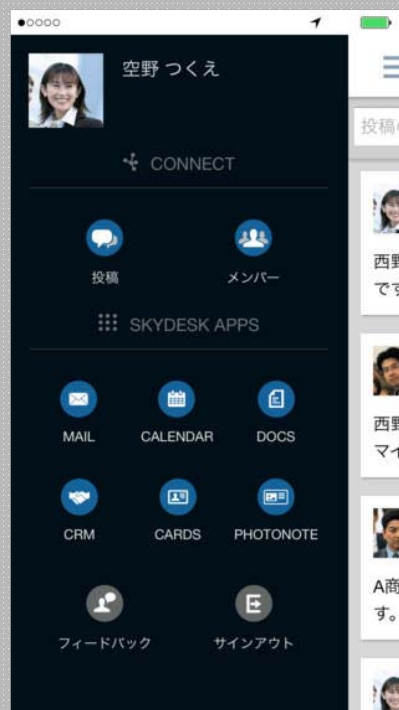 空野 つくえ
CONNECT
投稿 メンバー
SKYDESK APPS
MAIL CALENDAR DOCS
CRM CARDS PHOTONOTE
フィードバック サインアウト
投稿
西野
です
西野
マイ
A商
す。